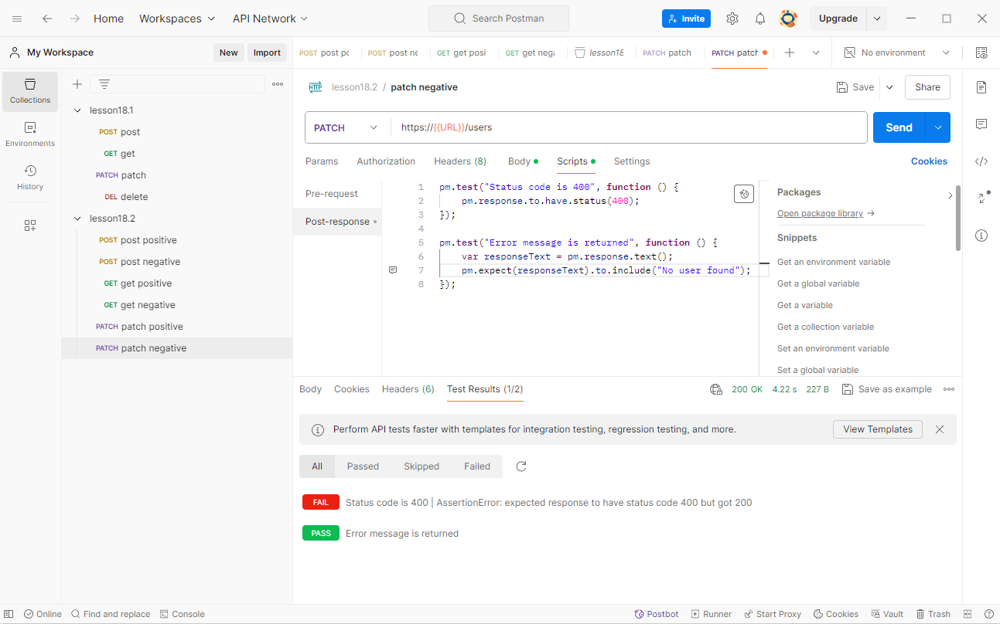 Home Workspaces API Network Search Postman Invite Upgrade
My Workspace New Import POST post po POST post ne GET get posi GET get nega lesson18 PATCH patch PATCH patch No environment
Collections
Environments
History
lesson18.1
POST post
GET get
PATCH patch
DEL delete
lesson18.2
POST post positive
POST post negative
GET get positive
GET get negative
PATCH patch positive
PATCH patch negative
HTTP lesson18.2 / patch negative Save Share
PATCH https://{{URL}}/users Send
Params Authorization Headers (8) Body Scripts Settings Cookies
Pre-request
Post-response
1 pm.test("Status code is 400", function () {
2 pm.response.to.have.status(400);
3 });
4
5 pm.test("Error message is returned", function () {
6 var responseText = pm.response.text();
7 pm.expect(responseText).to.include("No user found");
8 });
Packages
Open package library →
Snippets
Get an environment variable
Get a global variable
Get a variable
Get a collection variable
Set an environment variable
Set a global variable
Body Cookies Headers (6) Test Results (1/2) 200 OK 4.22 s 227 B Save as example
Perform API tests faster with templates for integration testing, regression testing, and more. View Templates
All Passed Skipped Failed
FAIL Status code is 400 | AssertionError: expected response to have status code 400 but got 200
PASS Error message is returned
Online Find and replace Console Postbot Runner Start Proxy Cookies Vault Trash